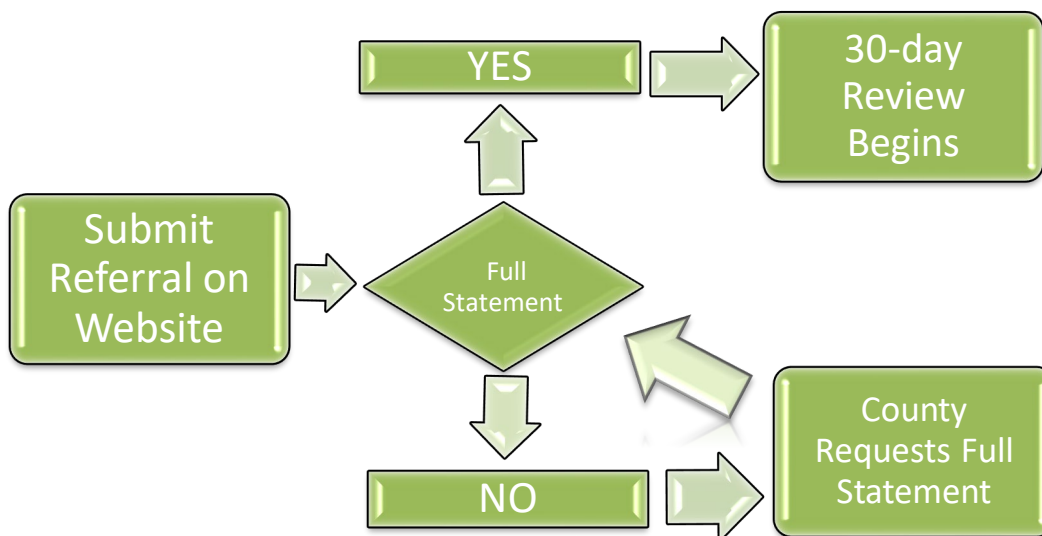 YES
30-day
Review
Begins
Submit
Referral on
Website
Full
Statement
NO
County
Requests Full
Statement